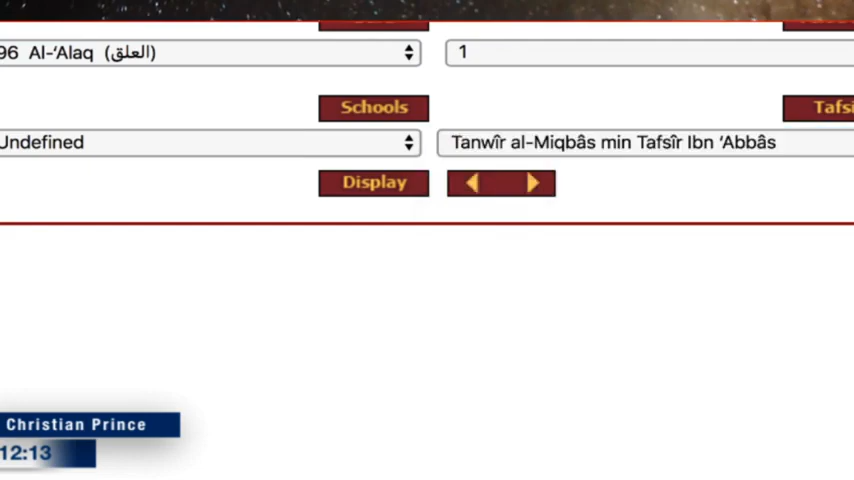 96 Al-‘Alaq (العلق)
1
Schools
Undefined
Tanwîr al-Miqbâs min Tafsîr Ibn ‘Abbâs
Display
Christian Prince
12:13